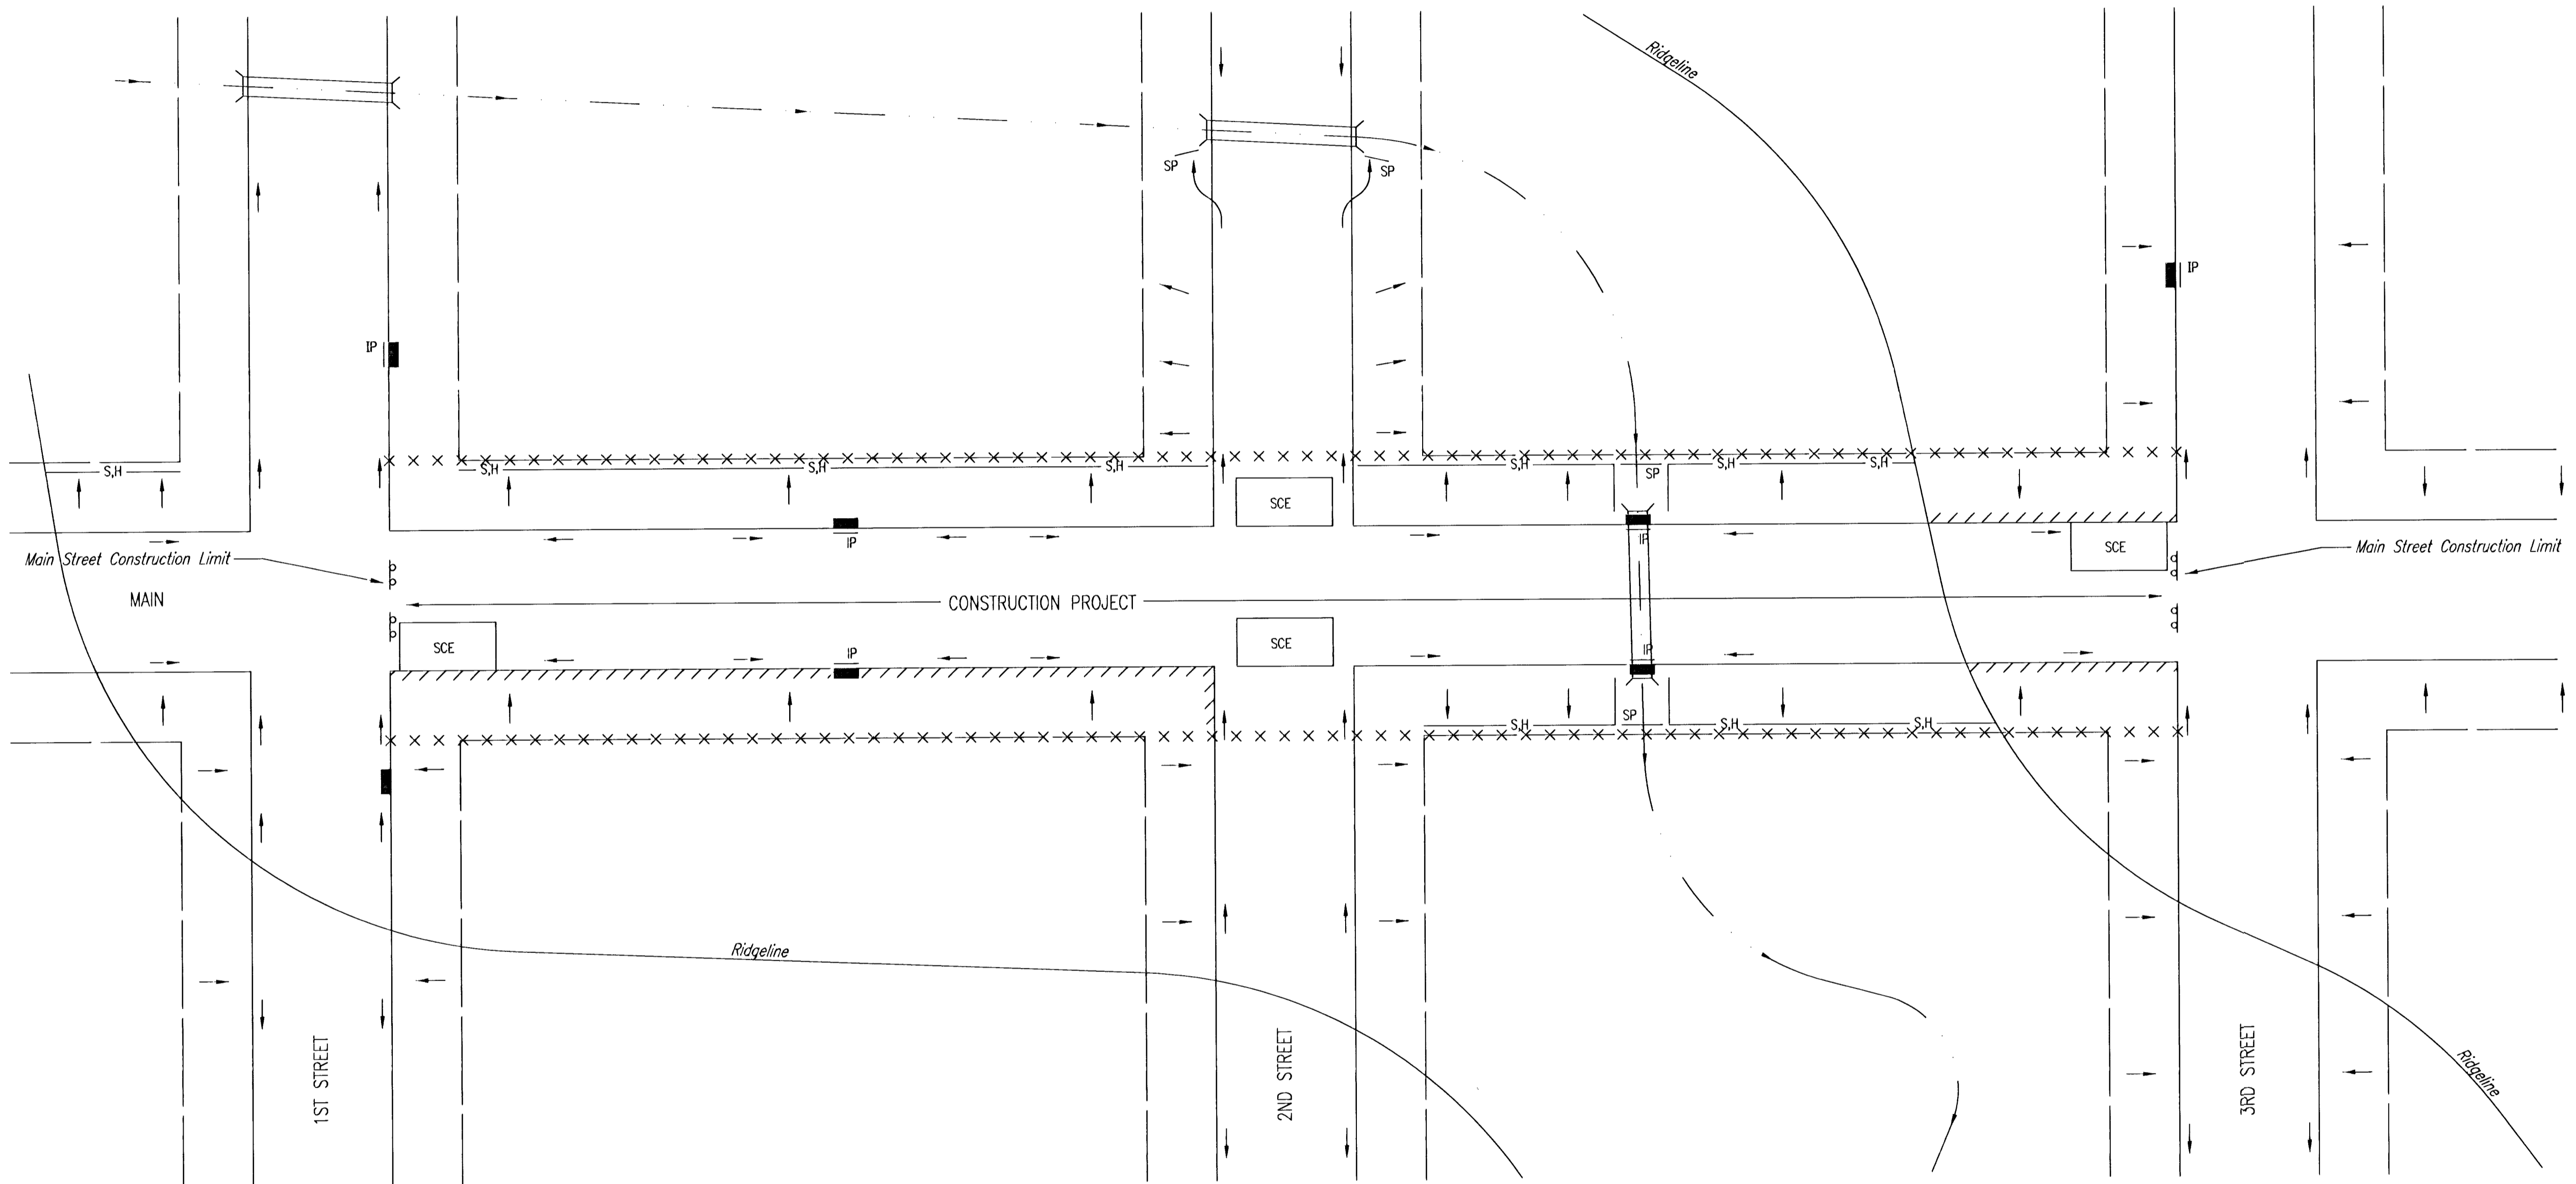 Ridgeline
SP
SP
IP
IP
S,H
S,H
S,H
S,H
S,H
S,H
S,H
SP
SCE
IP
IP
SCE
Main Street Construction Limit
Main Street Construction Limit
MAIN
CONSTRUCTION PROJECT
SCE
SCE
IP
IP
SP
S,H
S,H
S,H
Ridgeline
1ST STREET
2ND STREET
3RD STREET
Ridgeline